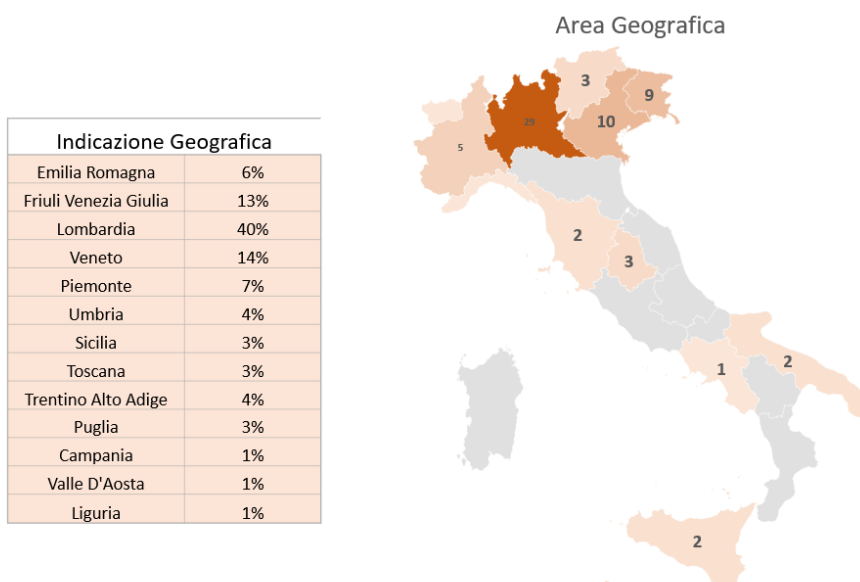 Area Geografica
Indicazione Geografica
Emilia Romagna 6%
Friuli Venezia Giulia 13%
Lombardia 40%
Veneto 14%
Piemonte 7%
Umbria 4%
Sicilia 3%
Toscana 3%
Trentino Alto Adige 4%
Puglia 3%
Campania 1%
Valle D'Aosta 1%
Liguria 1%
3
9
29
10
5
2
3
2
1
2